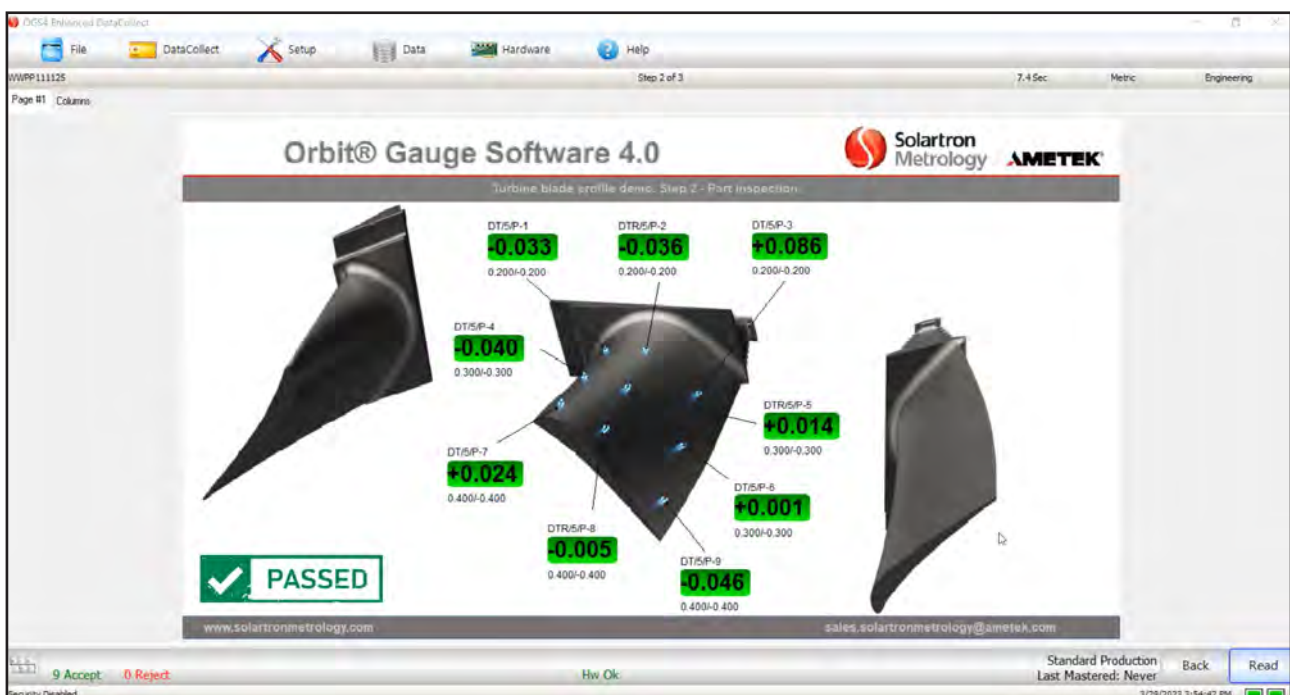 OGS4 Enhanced DataCollect
File DataCollect Setup Data Hardware Help
WWPP111125 Step 2 of 3 7.4 Sec Metric Engineering
Page #1 Columns
Orbit® Gauge Software 4.0
Solartron
Metrology
AMETEK®
Turbine blade profile demo. Step 2 - Part inspection
DT/5/P-1
-0.033
0.200/-0.200
DTR/5/P-2
-0.036
0.200/-0.200
DT/5/P-3
+0.086
0.200/-0.200
DT/5/P-4
-0.040
0.300/-0.300
DTR/5/P-5
+0.014
0.300/-0.300
DT/5/P-7
+0.024
0.400/-0.400
DT/5/P-6
+0.001
0.300/-0.300
DTR/5/P-8
-0.005
0.400/-0.400
DT/5/P-9
-0.046
0.400/-0.400
PASSED
www.solartronmetrology.com sales.solartronmetrology@ametek.com
9 Accept 0 Reject Hw Ok
Standard Production
Last Mastered: Never
Back Read
Security Disabled 3/29/2023 2:54:42 PM